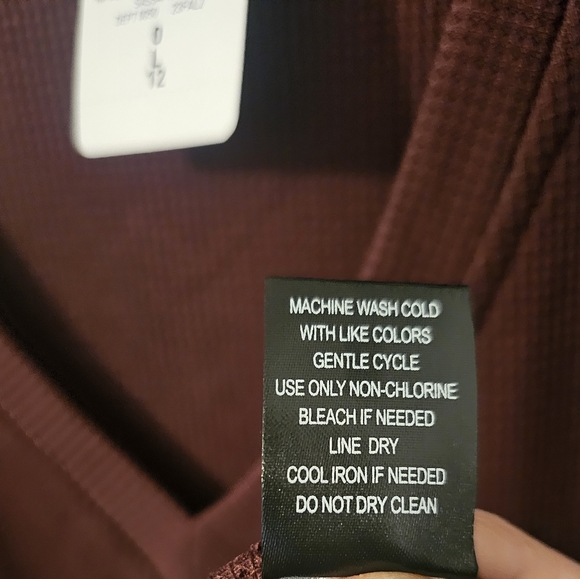 0
L
12
MACHINE WASH COLD
WITH LIKE COLORS
GENTLE CYCLE
USE ONLY NON-CHLORINE
BLEACH IF NEEDED
LINE DRY
COOL IRON IF NEEDED
DO NOT DRY CLEAN